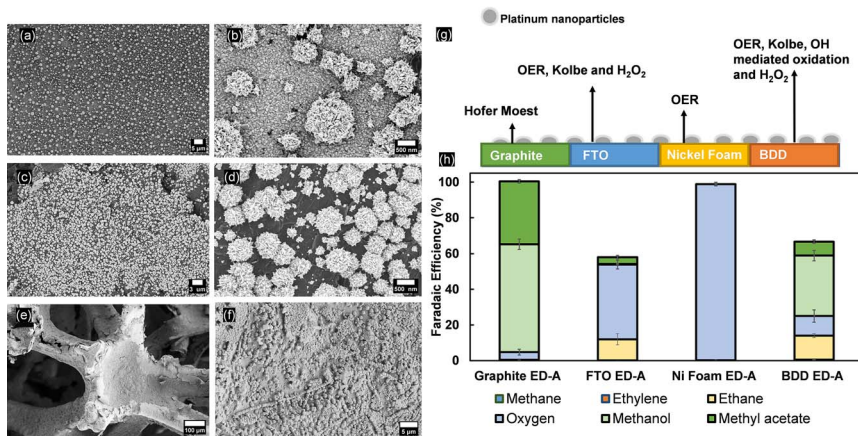 Platinum nanoparticles
(a)
5 µm
(b)
500 nm
(c)
3 µm
(d)
500 nm
(e)
100 µm
(f)
5 µm
(g)
OER, Kolbe, OH
mediated oxidation
and H₂O₂
OER, Kolbe and H₂O₂
OER
Hofer Moest
Graphite
FTO
Nickel Foam
BDD
(h)
Faradaic Efficiency (%)
100
80
60
40
20
0
Graphite ED-A
FTO ED-A
Ni Foam ED-A
BDD ED-A
Methane
Ethylene
Ethane
Oxygen
Methanol
Methyl acetate